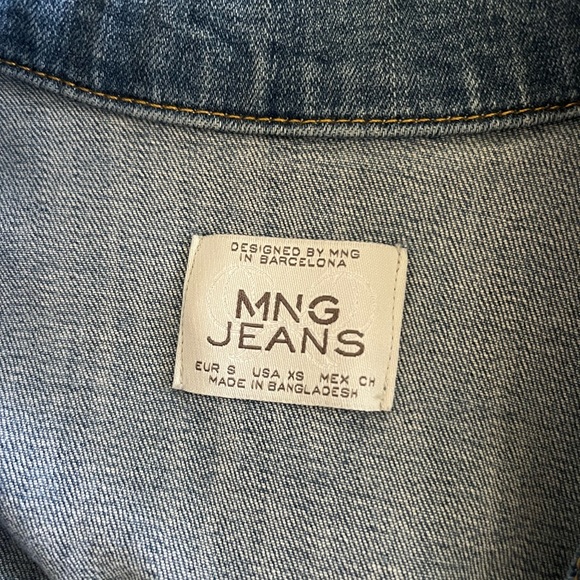 DESIGNED BY MNG
IN BARCELONA
MNG
JEANS
EUR S USA XS MEX CH
MADE IN BANGLADESH